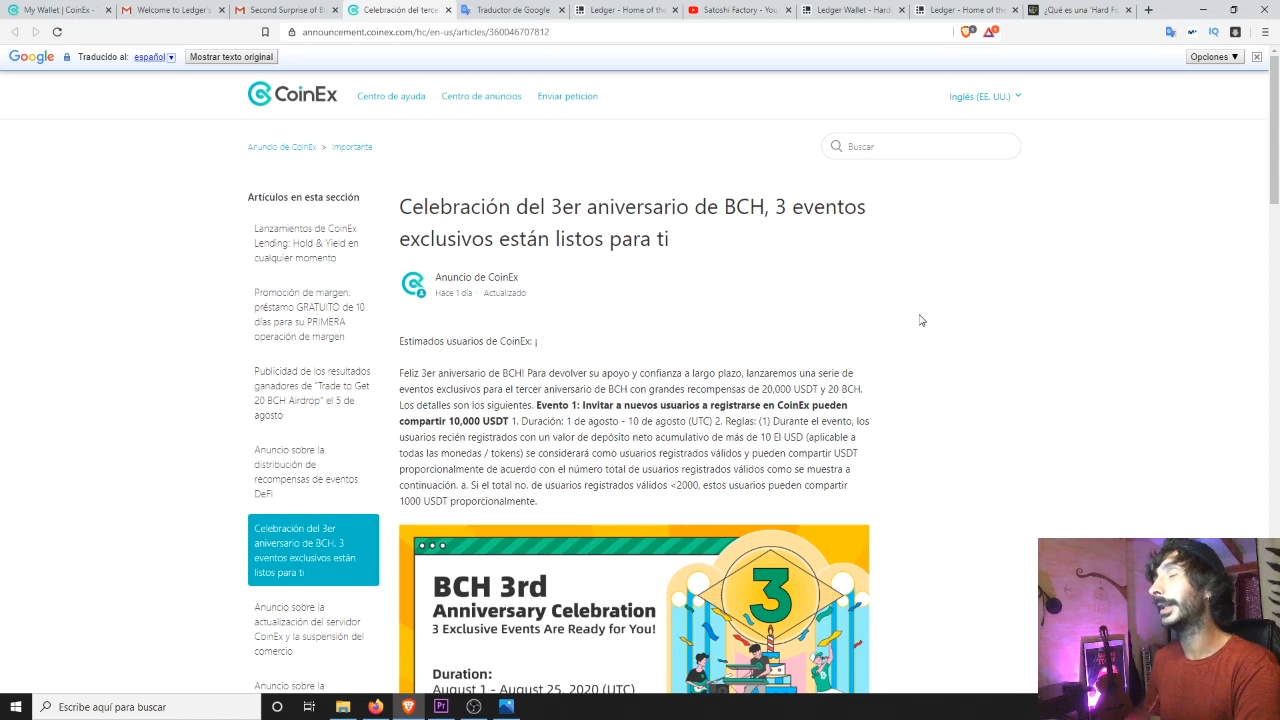 My Wallet | CoinEx -
Welcome to Ledger's
Second Surprise of B
Celebración del terce
Traductor de Google
Ledger - Home of the
Satoshi Factory - You
Ledger Wallet - Hard
Ledger - Home of the
¿Qué es una 'Hard Fo
announcement.coinex.com/hc/en-us/articles/360046707812
Google Traducido al: español Mostrar texto original Opciones ▼
CoinEx Centro de ayuda Centro de anuncios Enviar peticion Inglés (EE. UU.)
Anuncio de CoinEx > Importante
Buscar
Artículos en esta sección
Lanzamientos de CoinEx
Lending: Hold & Yield en
cualquier momento
Promoción de margen:
préstamo GRATUITO de 10
días para su PRIMERA
operación de margen
Publicidad de los resultados
ganadores de "Trade to Get
20 BCH Airdrop" el 5 de
agosto
Anuncio sobre la
distribución de
recompensas de eventos
DeFi
Celebración del 3er
aniversario de BCH, 3
eventos exclusivos están
listos para ti
Anuncio sobre la
actualización del servidor
CoinEx y la suspensión del
comercio
Anuncio sobre la
Celebración del 3er aniversario de BCH, 3 eventos
exclusivos están listos para ti
Anuncio de CoinEx
Hace 1 día · Actualizado
Estimados usuarios de CoinEx: ¡
Feliz 3er aniversario de BCH! Para devolver su apoyo y confianza a largo plazo, lanzaremos una serie de
eventos exclusivos para el tercer aniversario de BCH con grandes recompensas de 20,000 USDT y 20 BCH.
Los detalles son los siguientes. Evento 1: Invitar a nuevos usuarios a registrarse en CoinEx pueden
compartir 10,000 USDT 1. Duración: 1 de agosto - 10 de agosto (UTC) 2. Reglas: (1) Durante el evento, los
usuarios recién registrados con un valor de depósito neto acumulativo de más de 10 El USD (aplicable a
todas las monedas / tokens) se considerará como usuarios registrados válidos y pueden compartir USDT
proporcionalmente de acuerdo con el número total de usuarios registrados válidos como se muestra a
continuación. a. Si el total no. de usuarios registrados válidos <2000, estos usuarios pueden compartir
1000 USDT proporcionalmente.
BCH 3rd
Anniversary Celebration
3 Exclusive Events Are Ready for You!
Duration:
August 1 - August 25, 2020 (UTC)
3
Escribe aquí para buscar